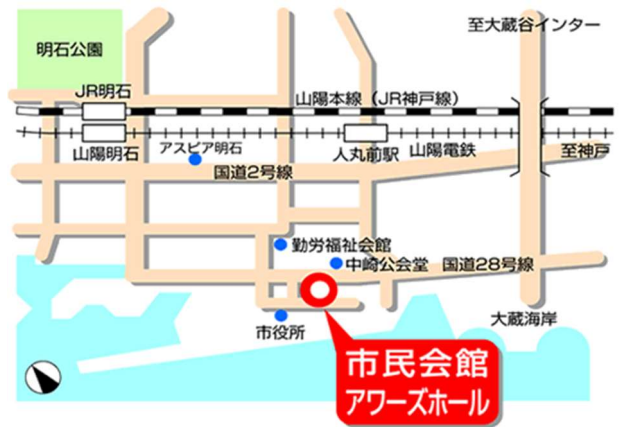 至大蔵谷インター
明石公園
JR明石
山陽本線（JR神戸線）
山陽明石
アスピア明石
人丸前駅
山陽電鉄
至神戸
国道2号線
勤労福祉会館
中崎公会堂
国道28号線
市役所
大蔵海岸
市民会館
アワーズホール